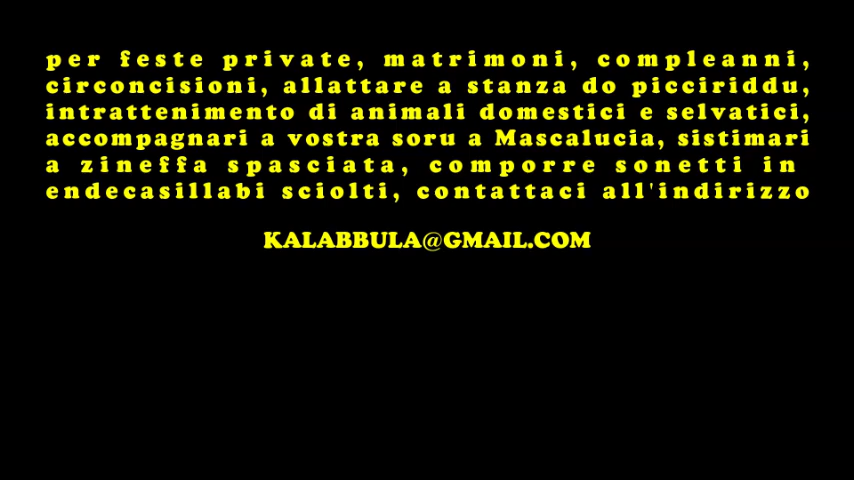 per feste private, matrimoni, compleanni,
circoncisioni, allattare a stanza do picciriddu,
intrattenimento di animali domestici e selvatici,
accompagnari a vostra soru a Mascalucia, sistimari
a zineffa spasciata, comporre sonetti in
endecasillabi sciolti, contattaci all'indirizzo
KALABBULA@GMAIL.COM